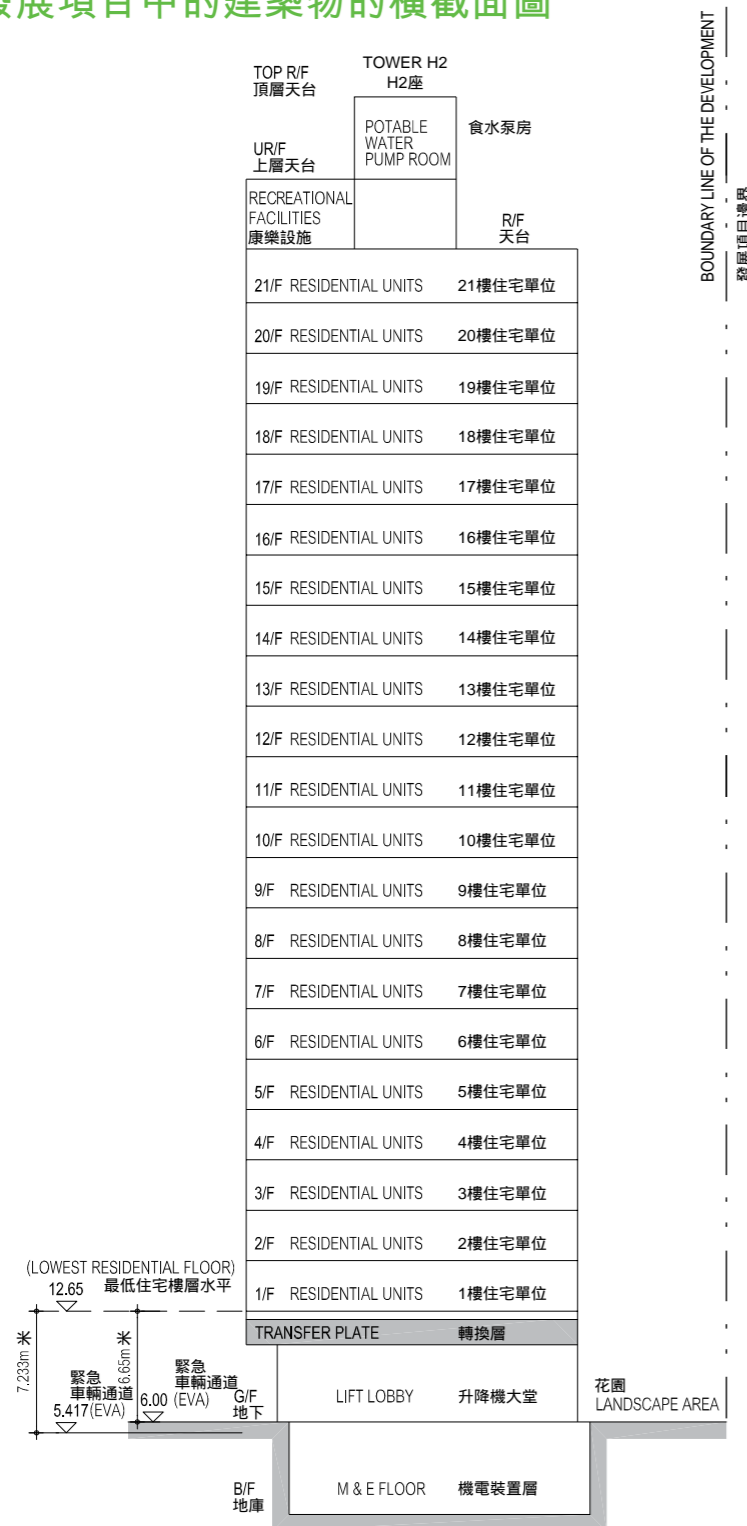 發展項目中的建築物的橫截面圖
TOWER H2
H2座
TOP R/F
頂層天台
POTABLE
WATER
PUMP ROOM
食水泵房
UR/F
上層天台
RECREATIONAL
FACILITIES
康樂設施
R/F
天台
BOUNDARY LINE OF THE DEVELOPMENT
發展項目邊界
21/F RESIDENTIAL UNITS 21樓住宅單位
20/F RESIDENTIAL UNITS 20樓住宅單位
19/F RESIDENTIAL UNITS 19樓住宅單位
18/F RESIDENTIAL UNITS 18樓住宅單位
17/F RESIDENTIAL UNITS 17樓住宅單位
16/F RESIDENTIAL UNITS 16樓住宅單位
15/F RESIDENTIAL UNITS 15樓住宅單位
14/F RESIDENTIAL UNITS 14樓住宅單位
13/F RESIDENTIAL UNITS 13樓住宅單位
12/F RESIDENTIAL UNITS 12樓住宅單位
11/F RESIDENTIAL UNITS 11樓住宅單位
10/F RESIDENTIAL UNITS 10樓住宅單位
9/F RESIDENTIAL UNITS 9樓住宅單位
8/F RESIDENTIAL UNITS 8樓住宅單位
7/F RESIDENTIAL UNITS 7樓住宅單位
6/F RESIDENTIAL UNITS 6樓住宅單位
5/F RESIDENTIAL UNITS 5樓住宅單位
4/F RESIDENTIAL UNITS 4樓住宅單位
3/F RESIDENTIAL UNITS 3樓住宅單位
2/F RESIDENTIAL UNITS 2樓住宅單位
(LOWEST RESIDENTIAL FLOOR)
12.65 最低住宅樓層水平
1/F RESIDENTIAL UNITS 1樓住宅單位
TRANSFER PLATE 轉換層
7.233m 米
6.65m 米
緊急
車輛通道
5.417(EVA)
緊急
車輛通道
6.00 (EVA)
G/F
地下
LIFT LOBBY 升降機大堂
花園
LANDSCAPE AREA
B/F
地庫
M & E FLOOR 機電裝置層